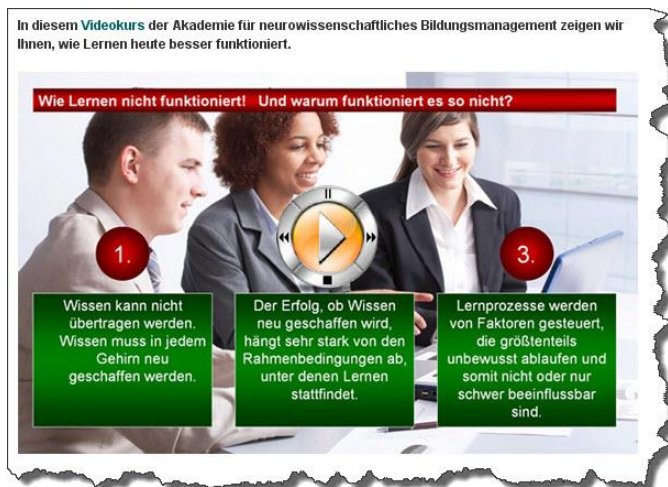 In diesem Videokurs der Akademie für neurowissenschaftliches Bildungsmanagement zeigen wir
Ihnen, wie Lernen heute besser funktioniert.
Wie Lernen nicht funktioniert! Und warum funktioniert es so nicht?
1.
Wissen kann nicht
übertragen werden.
Wissen muss in jedem
Gehirn neu
geschaffen werden.
Der Erfolg, ob Wissen
neu geschaffen wird,
hängt sehr stark von den
Rahmenbedingungen ab,
unter denen Lernen
stattfindet.
3.
Lernprozesse werden
von Faktoren gesteuert,
die größtenteils
unbewusst ablaufen und
somit nicht oder nur
schwer beeinflussbar
sind.